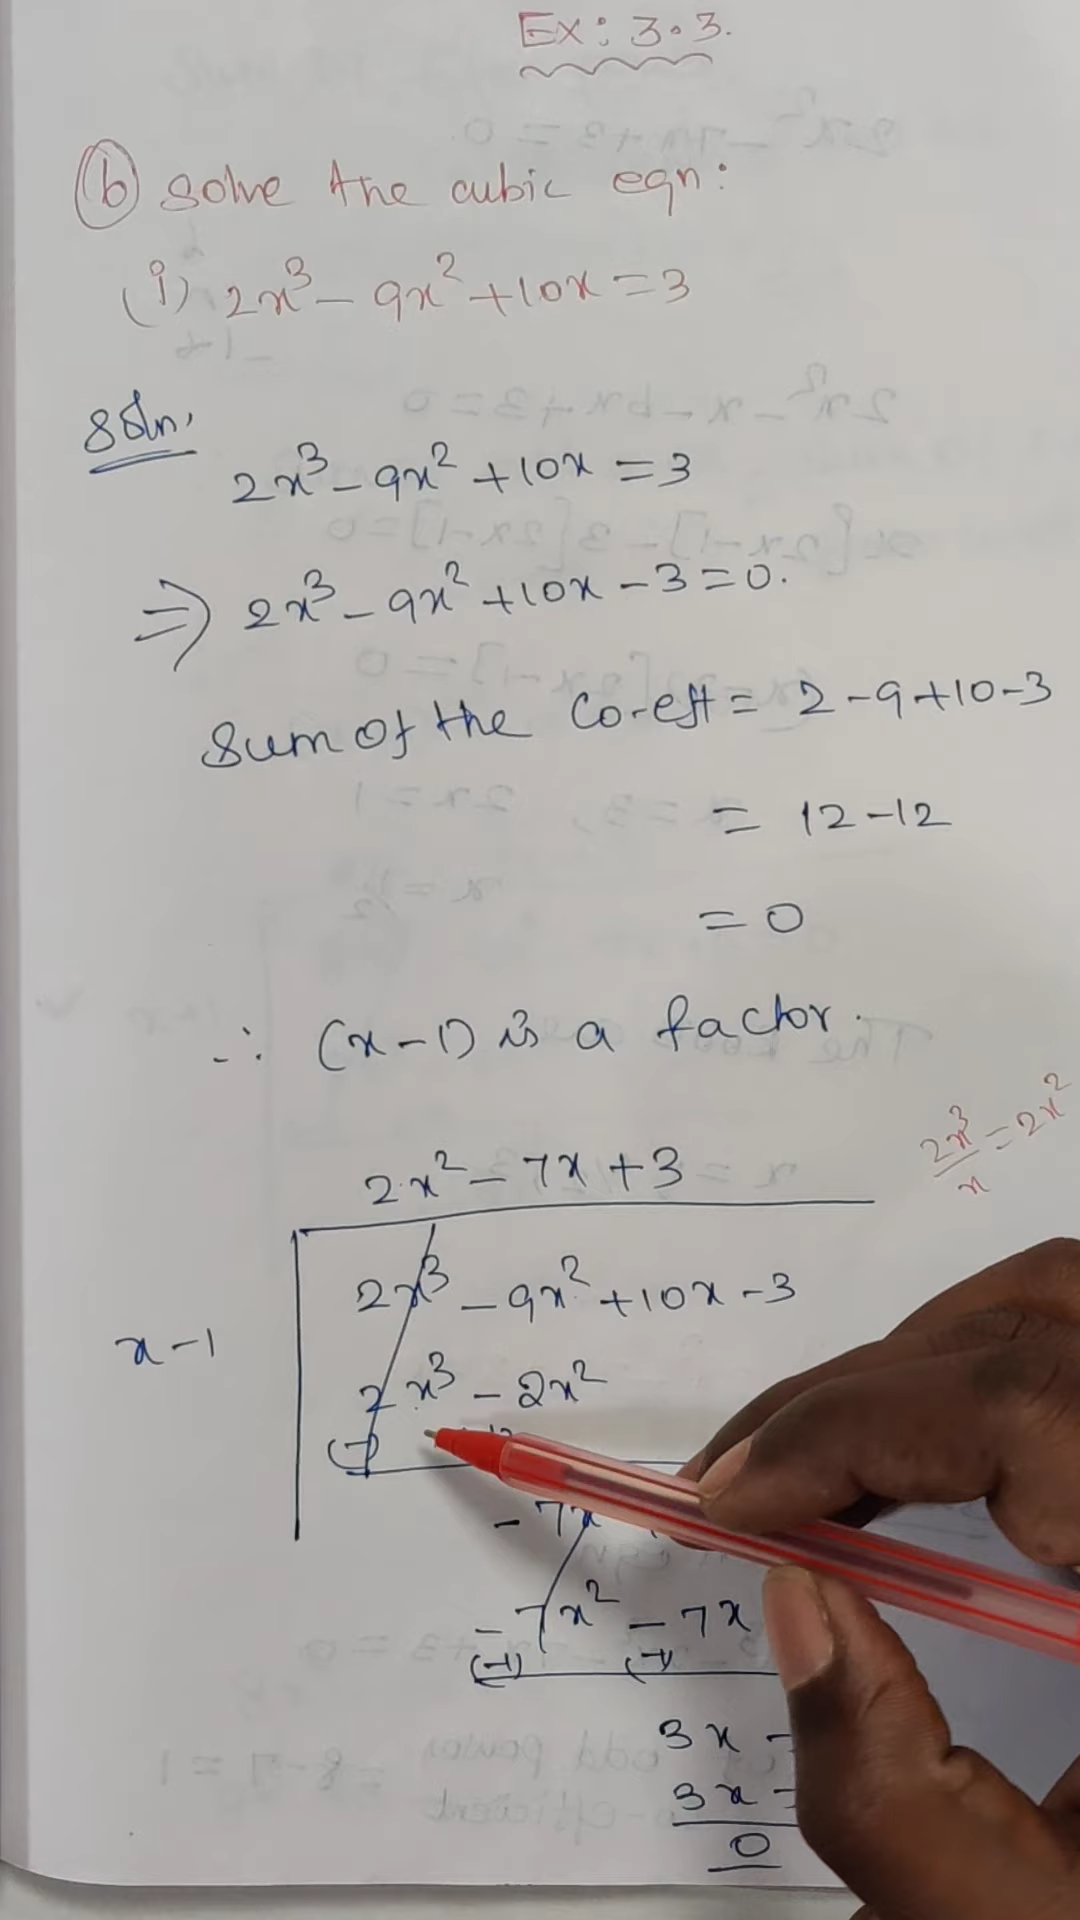 Ex: 3.3.
(b) solve the cubic eqn:
(i) 2x³ - 9x² + 10x = 3
Soln,
2x³ - 9x² + 10x = 3
⇒ 2x³ - 9x² + 10x - 3 = 0.
Sum of the Co-eff = 2 - 9 + 10 - 3
= 12 - 12
= 0
∴ (x - 1) is a factor.
2x³/x = 2x²
2x² - 7x + 3
2x³ - 9x² + 10x - 3
x - 1
2x³ - 2x²
(-)
- 7x
- 7x² - 7x
(-) (-)
3x -
3x -
0